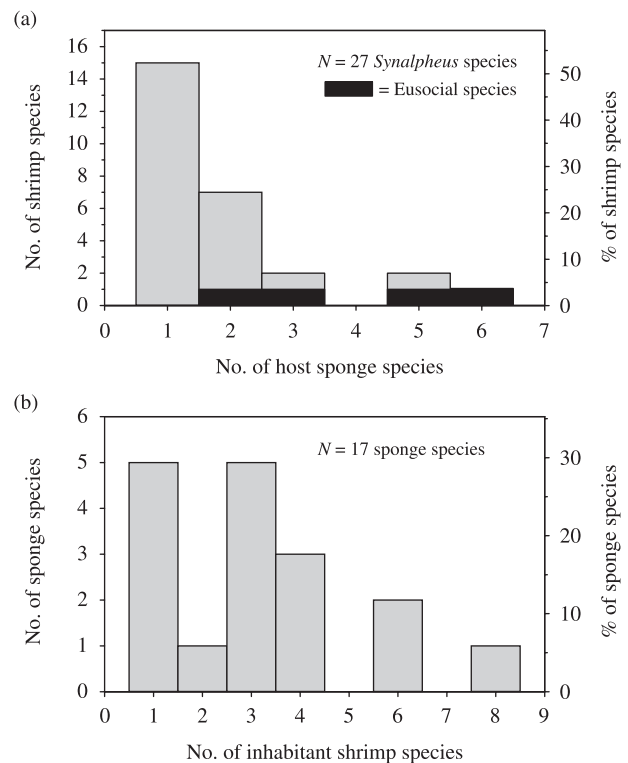 (a)
16
14
12
10
8
6
4
2
0
No. of shrimp species
N = 27 Synalpheus species
= Eusocial species
50
40
30
20
10
0
% of shrimp species
0 1 2 3 4 5 6 7
No. of host sponge species
(b)
6
5
4
3
2
1
0
No. of sponge species
N = 17 sponge species
30
20
10
0
% of sponge species
0 1 2 3 4 5 6 7 8 9
No. of inhabitant shrimp species